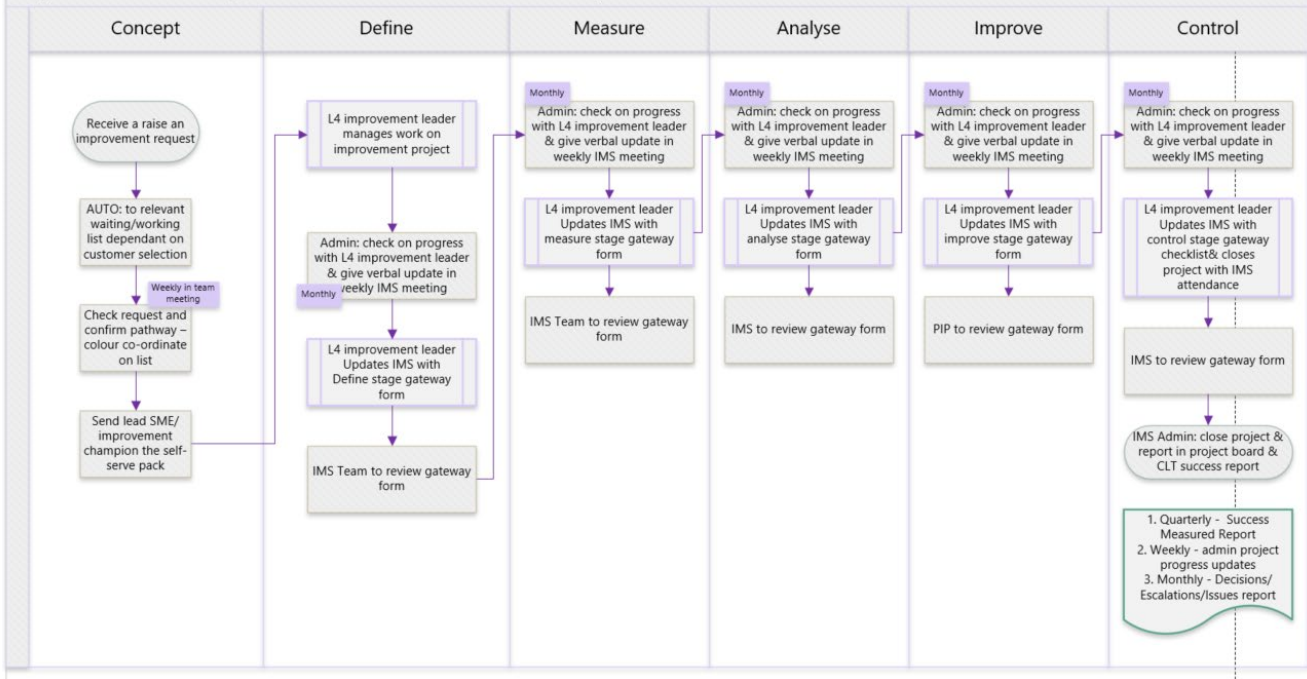 Concept
Define
Measure
Analyse
Improve
Control
Receive a raise an
improvement request
AUTO: to relevant
waiting/working
list dependant on
customer selection
Weekly in team
meeting
Check request and
confirm pathway –
colour co-ordinate
on list
Send lead SME/
improvement
champion the self-
serve pack
L4 improvement leader
manages work on
improvement project
Admin: check on progress
with L4 improvement leader
& give verbal update in
weekly IMS meeting
Monthly
L4 improvement leader
Updates IMS with
Define stage gateway
form
IMS Team to review gateway
form
Monthly
Admin: check on progress
with L4 improvement leader
& give verbal update in
weekly IMS meeting
L4 improvement leader
Updates IMS with
measure stage gateway
form
IMS Team to review gateway
form
Monthly
Admin: check on progress
with L4 improvement leader
& give verbal update in
weekly IMS meeting
L4 improvement leader
Updates IMS with
analyse stage gateway
form
IMS to review gateway form
Monthly
Admin: check on progress
with L4 improvement leader
& give verbal update in
weekly IMS meeting
L4 improvement leader
Updates IMS with
improve stage gateway
form
PIP to review gateway form
Monthly
Admin: check on progress
with L4 improvement leader
& give verbal update in
weekly IMS meeting
L4 improvement leader
Updates IMS with
control stage gateway
checklist& closes
project with IMS
attendance
IMS to review gateway form
IMS Admin: close project &
report in project board &
CLT success report
1. Quarterly - Success
Measured Report
2. Weekly - admin project
progress updates
3. Monthly - Decisions/
Escalations/Issues report